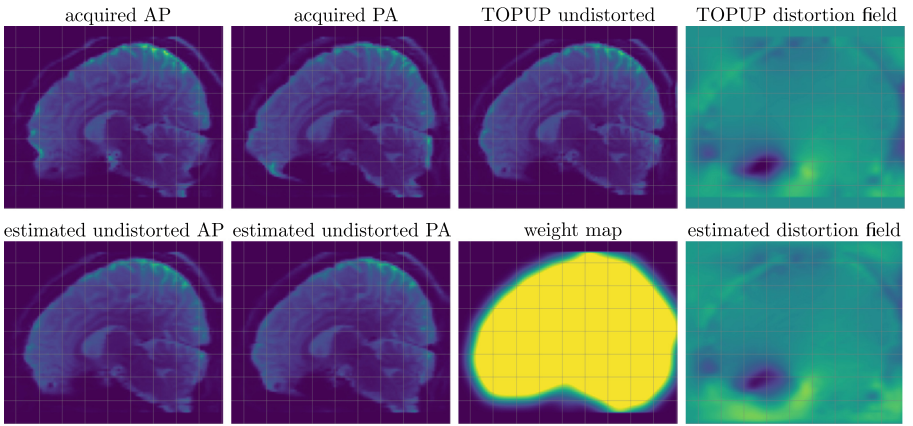 acquired AP
acquired PA
TOPUP undistorted
TOPUP distortion field
estimated undistorted AP
estimated undistorted PA
weight map
estimated distortion field